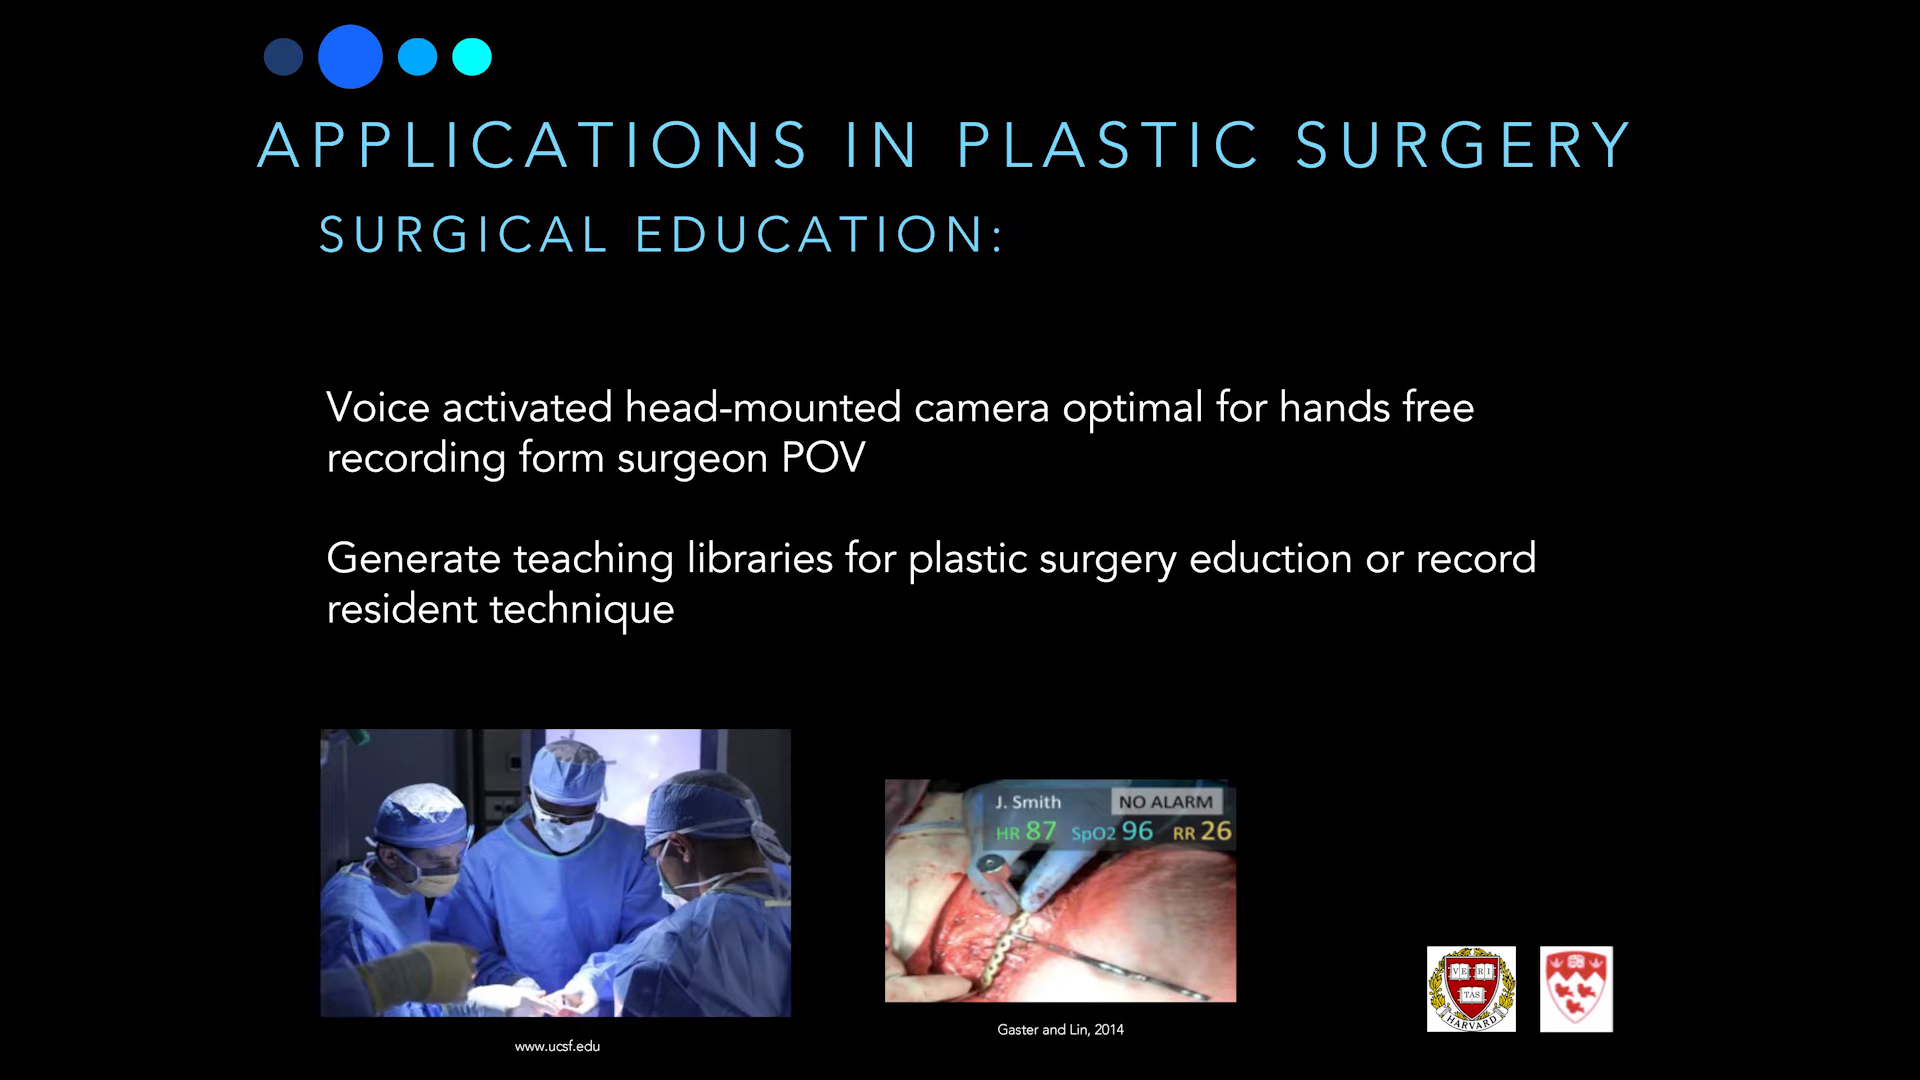 APPLICATIONS IN PLASTIC SURGERY
SURGICAL EDUCATION:
Voice activated head-mounted camera optimal for hands free
recording form surgeon POV
Generate teaching libraries for plastic surgery eduction or record
resident technique
J. Smith NO ALARM
HR 87 SpO2 96 RR 26
www.ucsf.edu
Gaster and Lin, 2014
VE RI
TAS
HARVARD